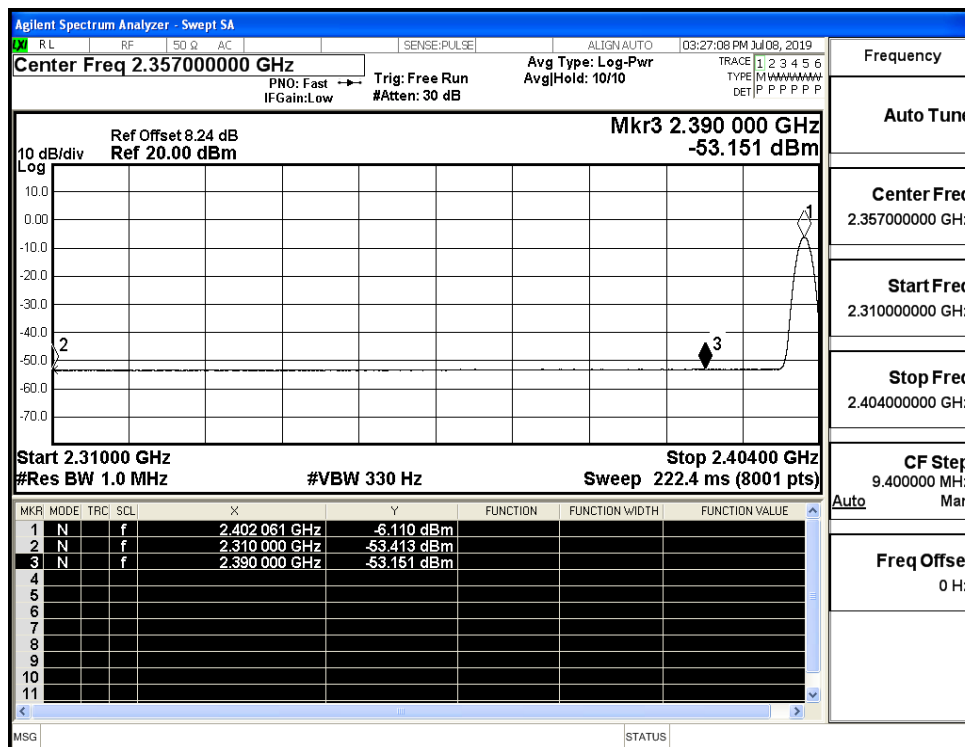 Agilent Spectrum Analyzer - Swept SA
LXI RL RF 50 Ω AC SENSE:PULSE ALIGN AUTO 03:27:08 PM Jul 08, 2019
Center Freq 2.357000000 GHz
PNO: Fast
IFGain:Low
Trig: Free Run
#Atten: 30 dB
Avg Type: Log-Pwr
Avg|Hold: 10/10
TRACE 1 2 3 4 5 6
TYPE M WWWWW
DET P P P P P P
Ref Offset 8.24 dB
10 dB/div Ref 20.00 dBm
Log
Mkr3 2.390 000 GHz
-53.151 dBm
10.0
0.00
-10.0
-20.0
-30.0
-40.0
-50.0
-60.0
-70.0
1
2
3
Start 2.31000 GHz Stop 2.40400 GHz
#Res BW 1.0 MHz #VBW 330 Hz Sweep 222.4 ms (8001 pts)
MKR MODE TRC SCL X Y FUNCTION FUNCTION WIDTH FUNCTION VALUE
1 N f 2.402 061 GHz -6.110 dBm
2 N f 2.310 000 GHz -53.413 dBm
3 N f 2.390 000 GHz -53.151 dBm
4
5
6
7
8
9
10
11
MSG STATUS
Frequency
Auto Tune
Center Freq
2.357000000 GHz
Start Freq
2.310000000 GHz
Stop Freq
2.404000000 GHz
CF Step
9.400000 MHz
Auto Man
Freq Offset
0 Hz